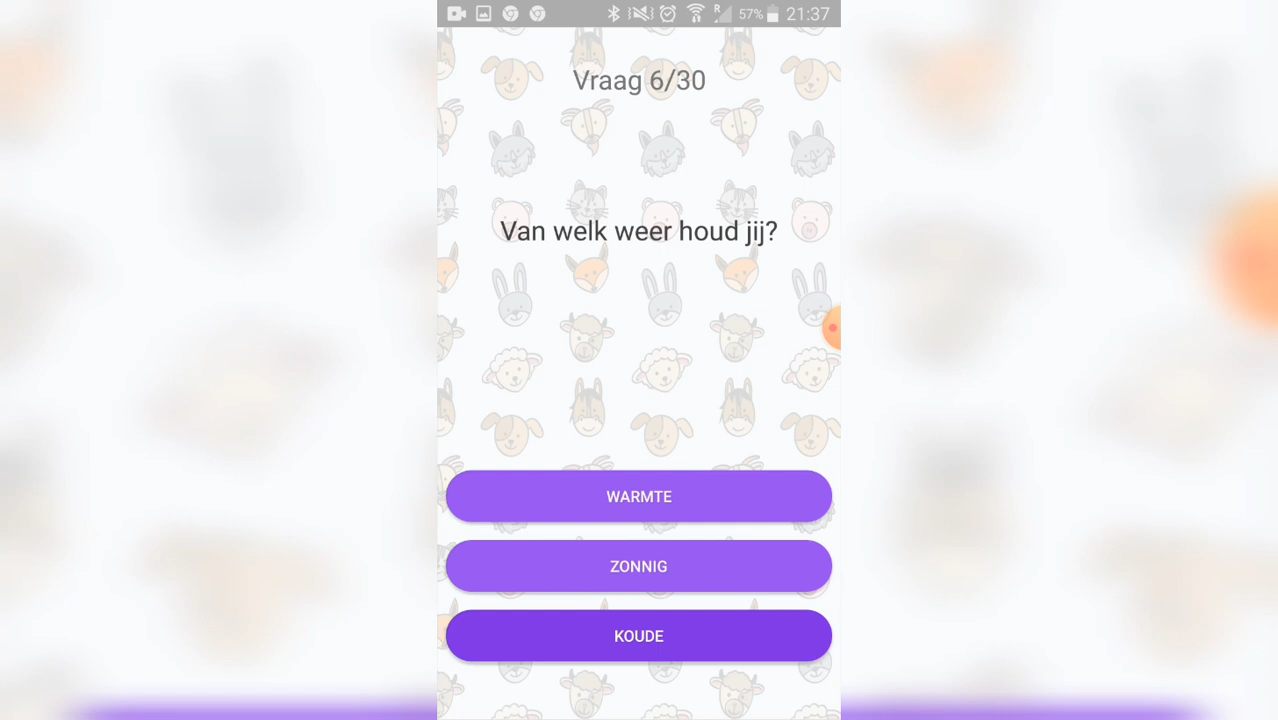 R 57% 21:37
Vraag 6/30
Van welk weer houd jij?
WARMTE
ZONNIG
KOUDE